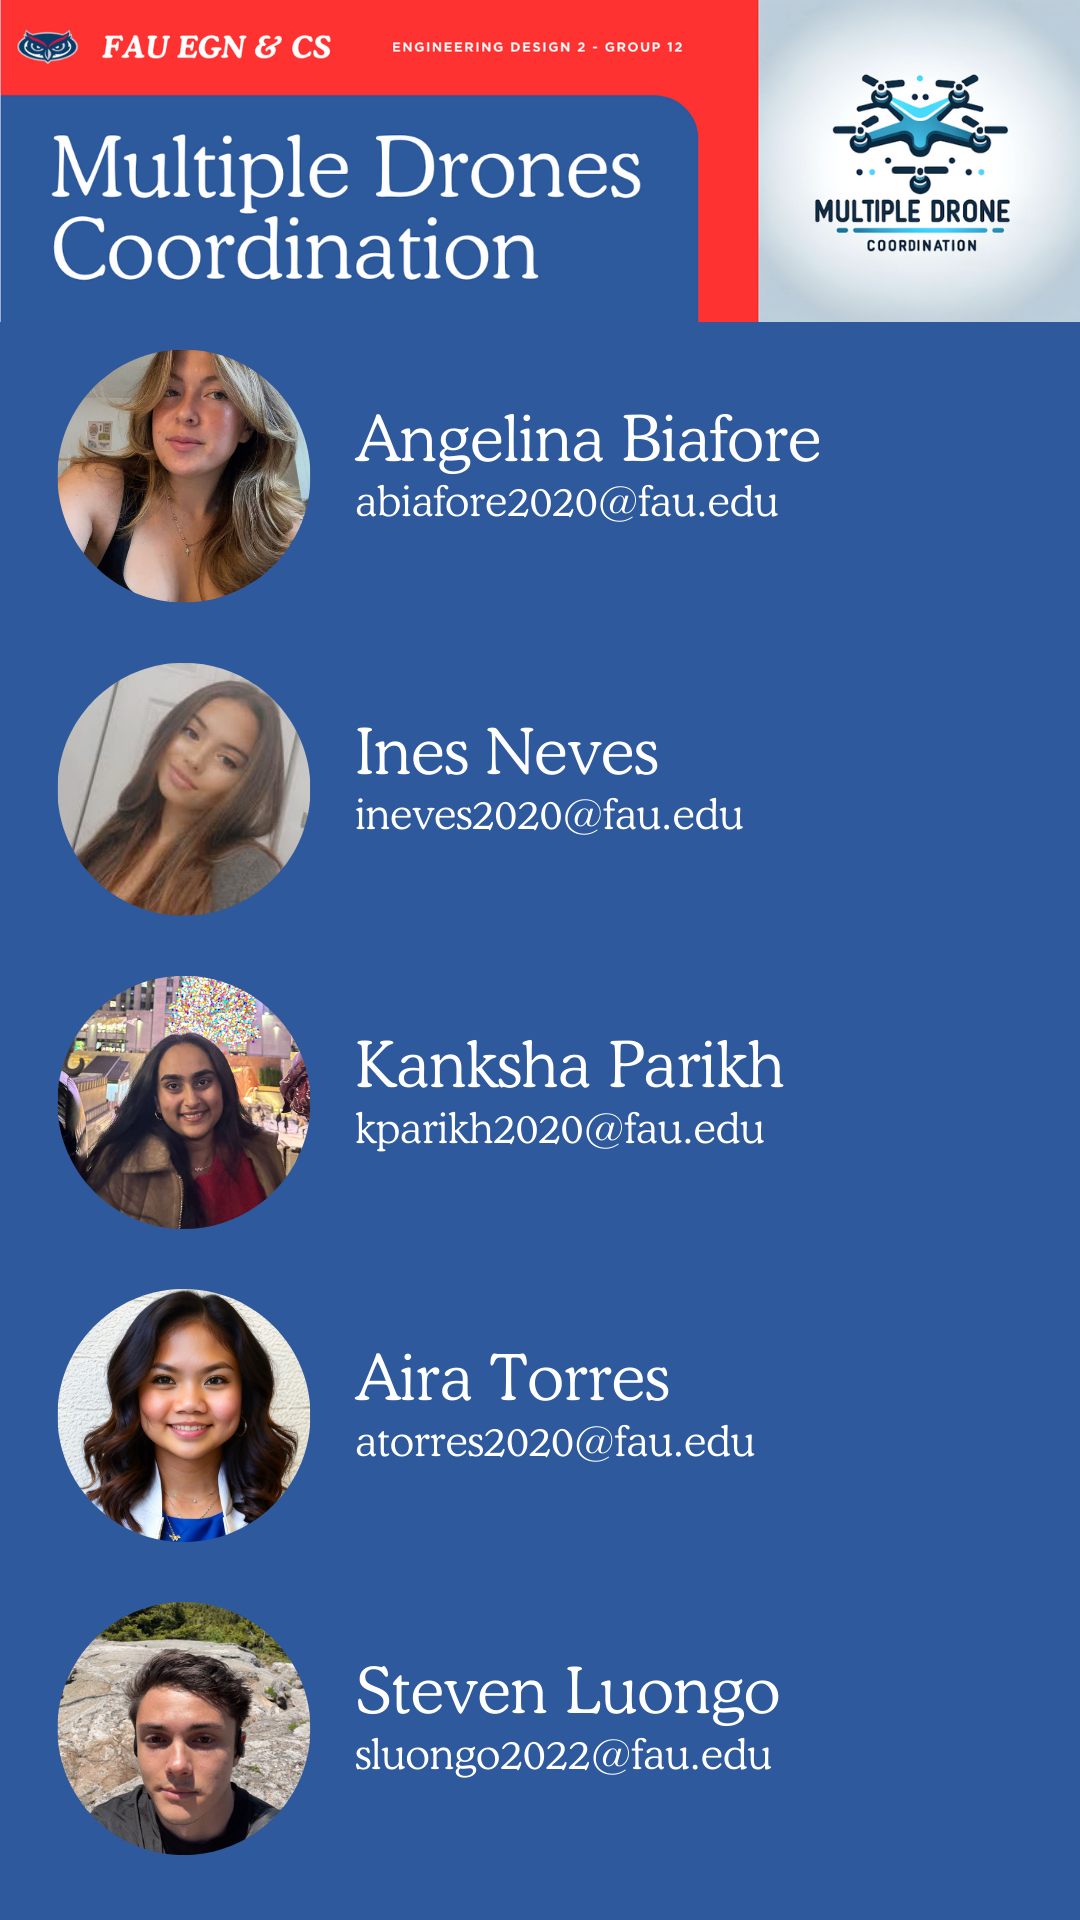 FAU EGN & CS
ENGINEERING DESIGN 2 - GROUP 12
Multiple Drones
Coordination
MULTIPLE DRONE
COORDINATION
Angelina Biafore
abiafore2020@fau.edu
Ines Neves
ineves2020@fau.edu
Kanksha Parikh
kparikh2020@fau.edu
Aira Torres
atorres2020@fau.edu
Steven Luongo
sluongo2022@fau.edu